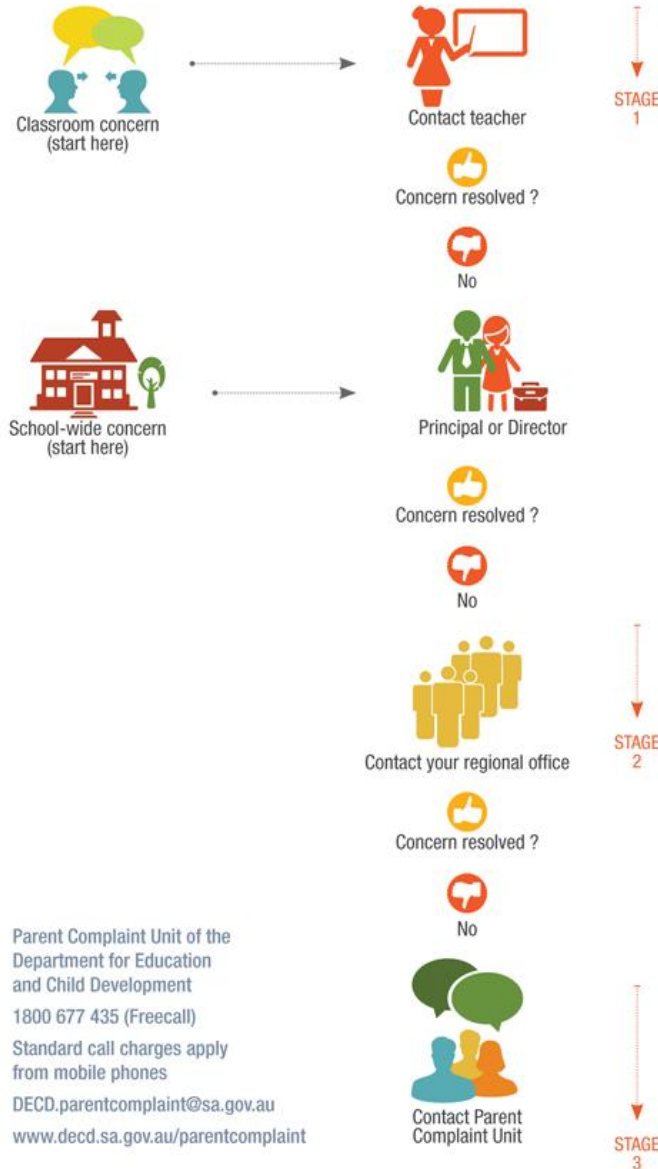 Classroom concern
(start here)
Contact teacher
STAGE
1
Concern resolved ?
No
School-wide concern
(start here)
Principal or Director
Concern resolved ?
No
Contact your regional office
STAGE
2
Concern resolved ?
No
Parent Complaint Unit of the
Department for Education
and Child Development
1800 677 435 (Freecall)
Standard call charges apply
from mobile phones
DECD.parentcomplaint@sa.gov.au
www.decd.sa.gov.au/parentcomplaint
Contact Parent
Complaint Unit
STAGE
3